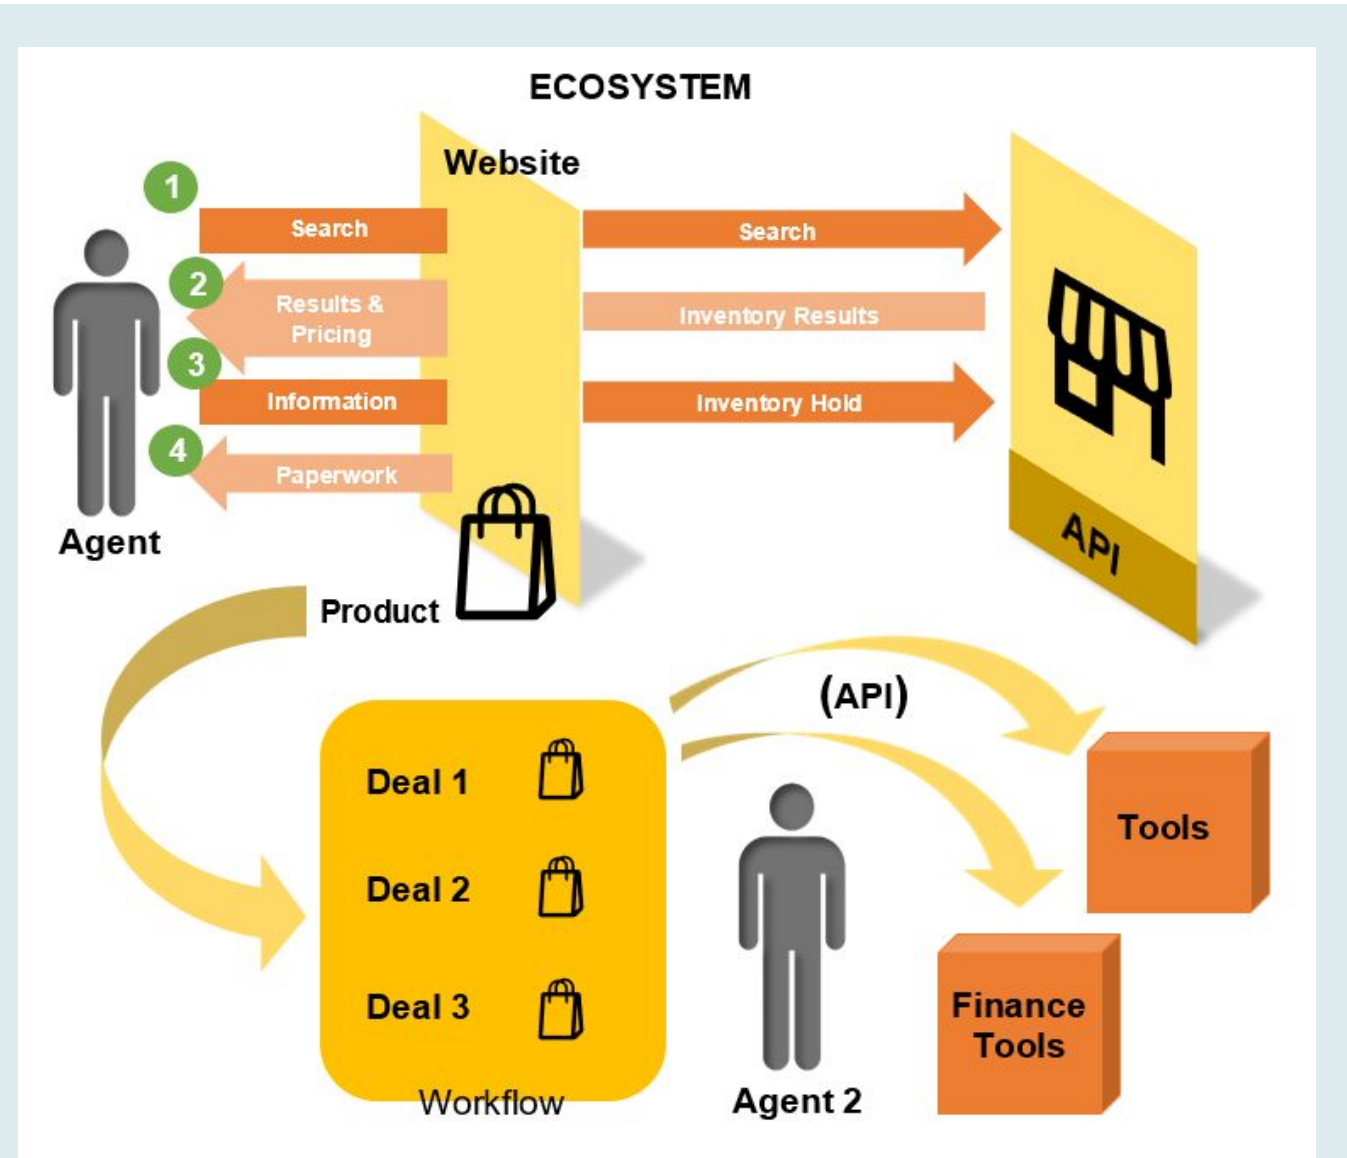 ECOSYSTEM
Website
1
Search
Search
2
Results &
Pricing
Inventory Results
3
Information
Inventory Hold
4
Paperwork
Agent
API
Product
(API)
Deal 1
Deal 2
Deal 3
Workflow
Tools
Finance
Tools
Agent 2